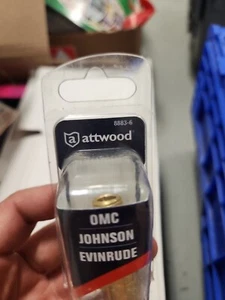 8883-6
a attwood
OMC
JOHNSON
EVINRUDE